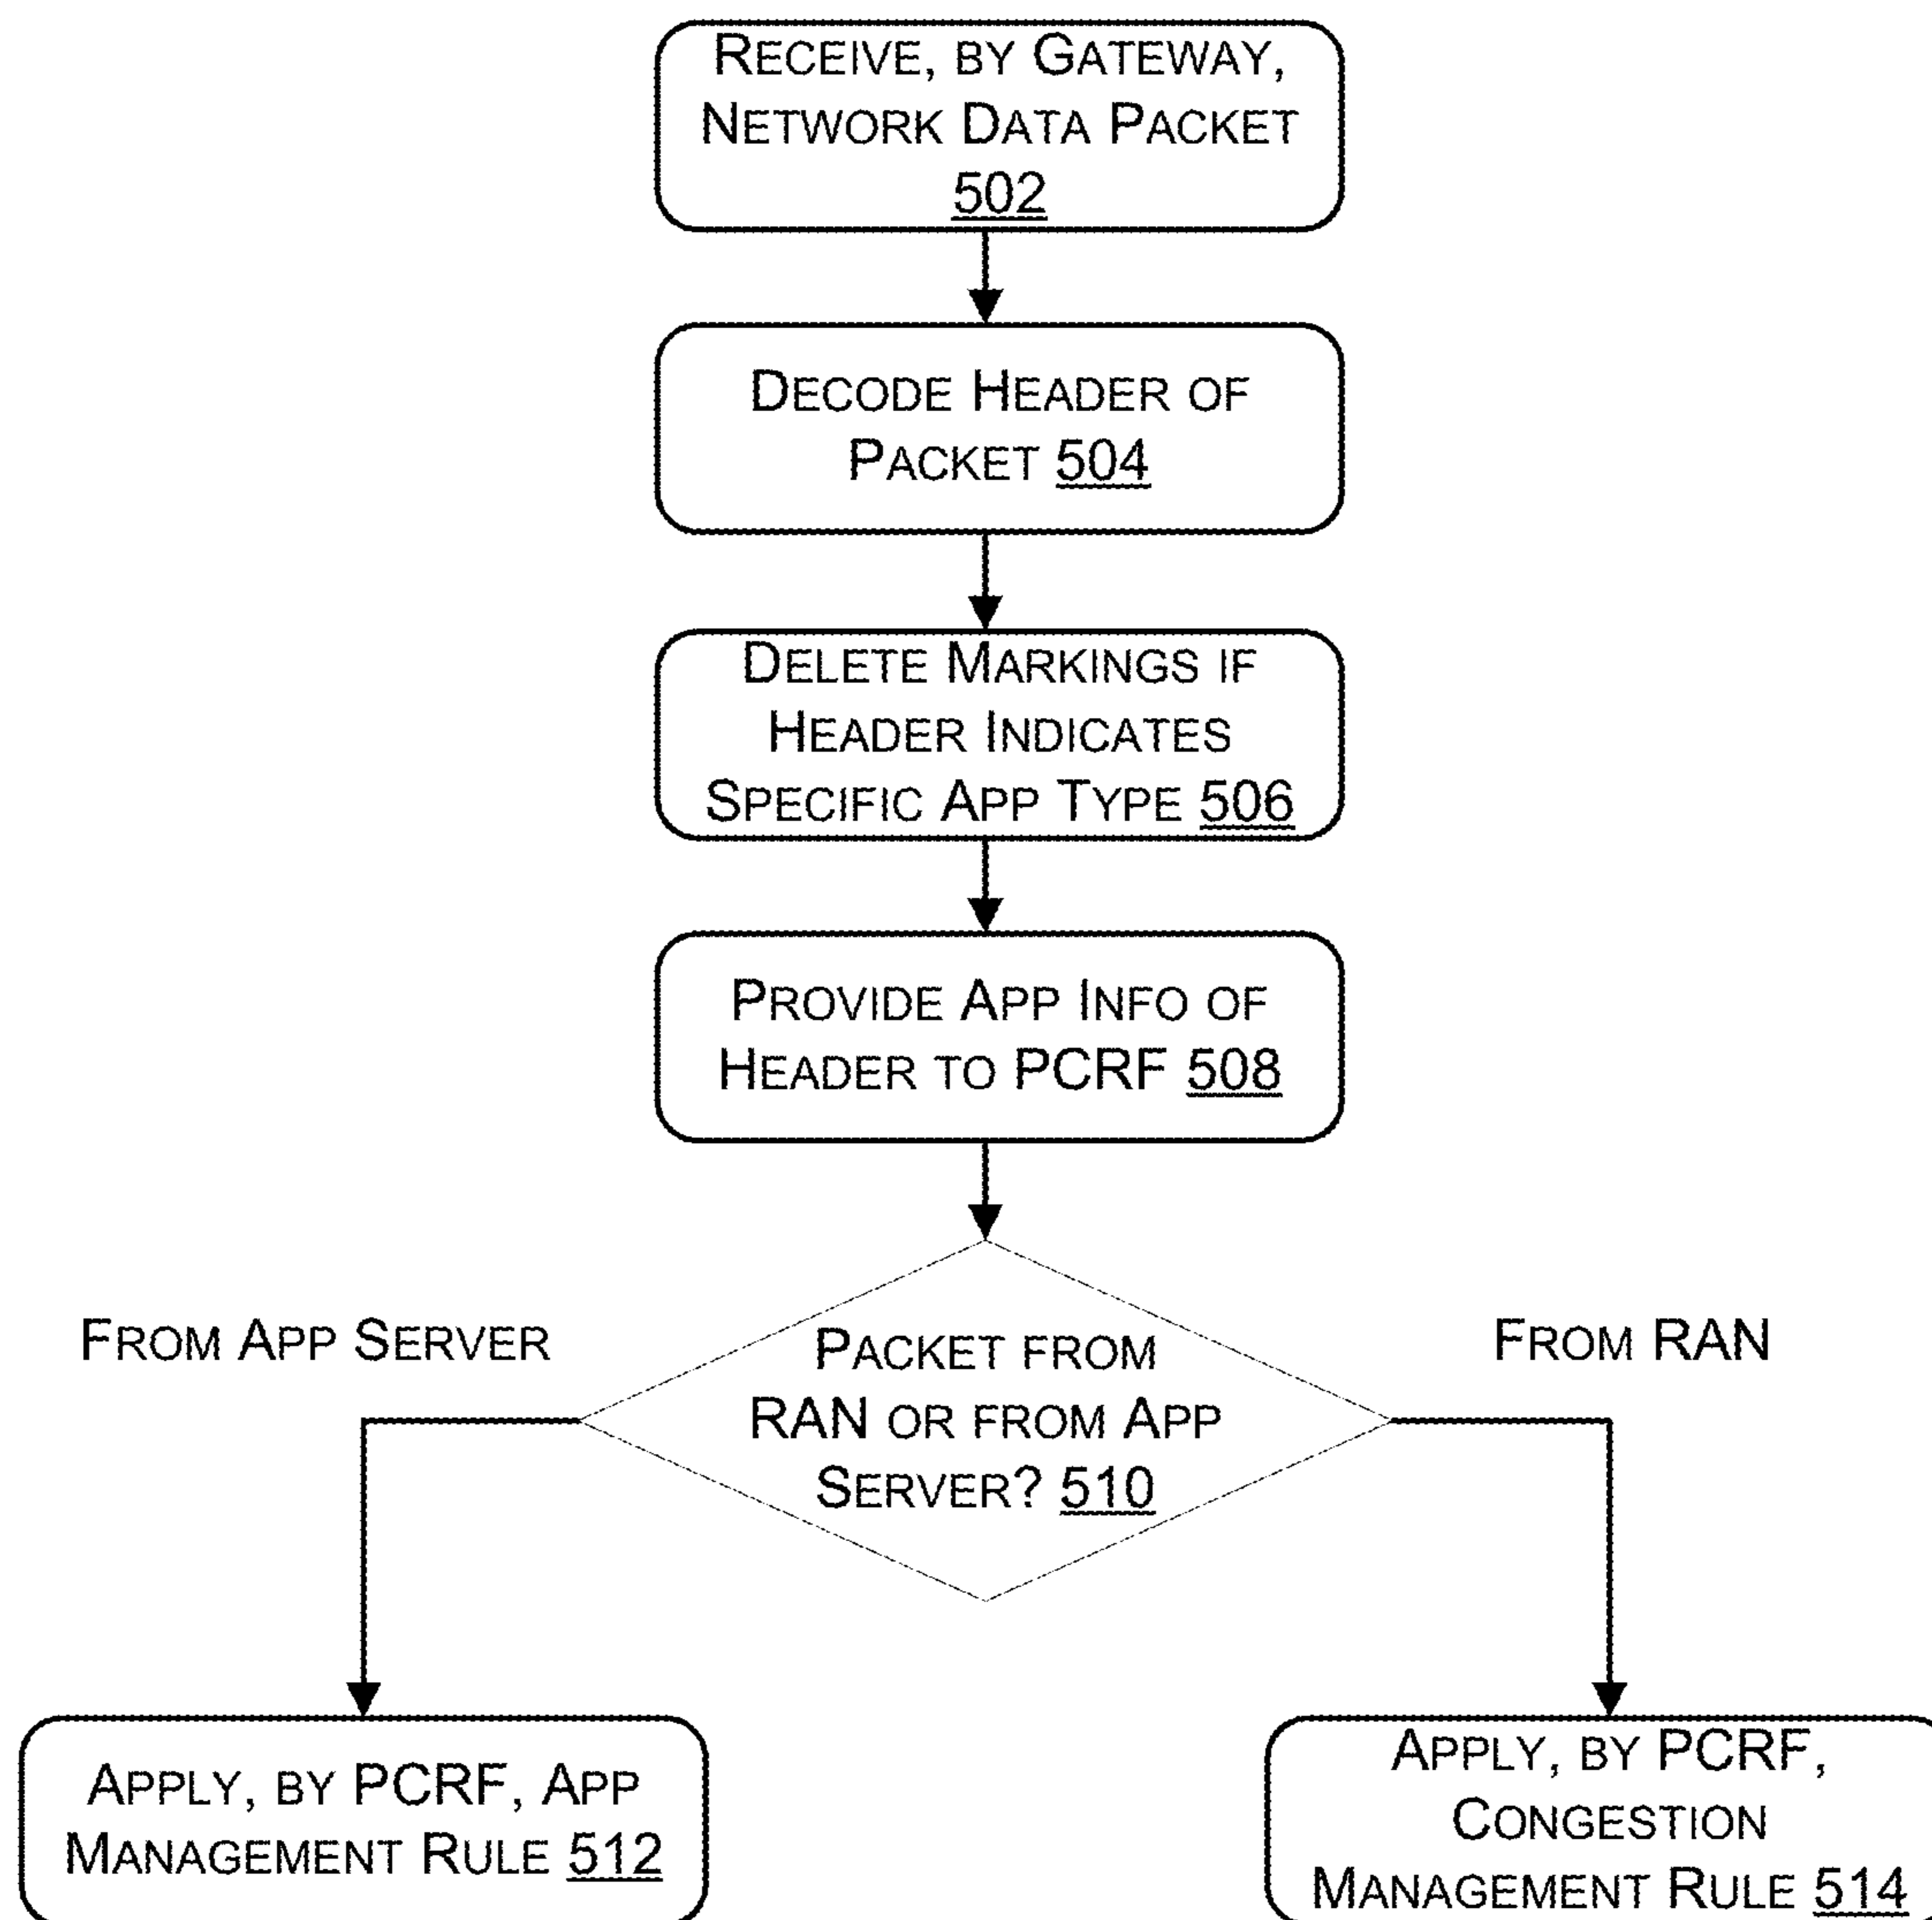 RECEIVE, BY GATEWAY,
NETWORK DATA PACKET
502
DECODE HEADER OF
PACKET 504
DELETE MARKINGS IF
HEADER INDICATES
SPECIFIC APP TYPE 506
PROVIDE APP INFO OF
HEADER TO PCRF 508
FROM APP SERVER
PACKET FROM
RAN OR FROM APP
SERVER? 510
FROM RAN
APPLY, BY PCRF, APP
MANAGEMENT RULE 512
APPLY, BY PCRF,
CONGESTION
MANAGEMENT RULE 514